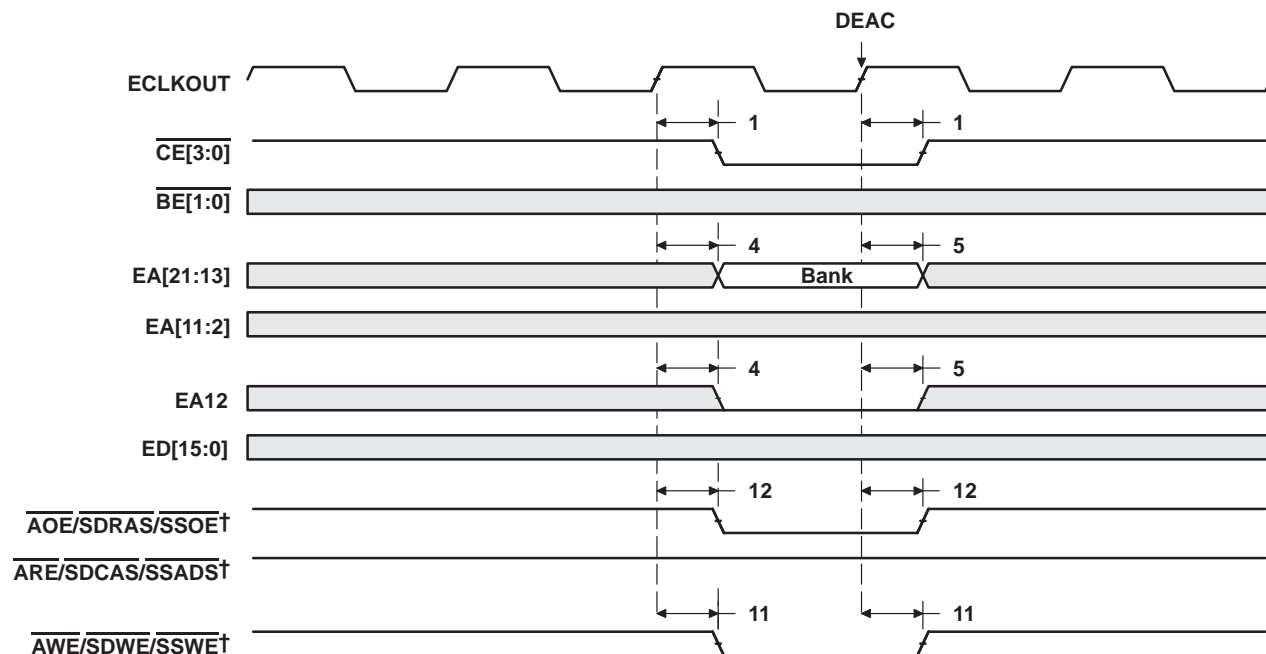 DEAC
ECLKOUT
1 1
CE[3:0]
BE[1:0]
4 5
EA[21:13] Bank
EA[11:2]
4 5
EA12
ED[15:0]
12 12
AOE/SDRAS/SSOE†
ARE/SDCAS/SSADS†
11 11
AWE/SDWE/SSWE†